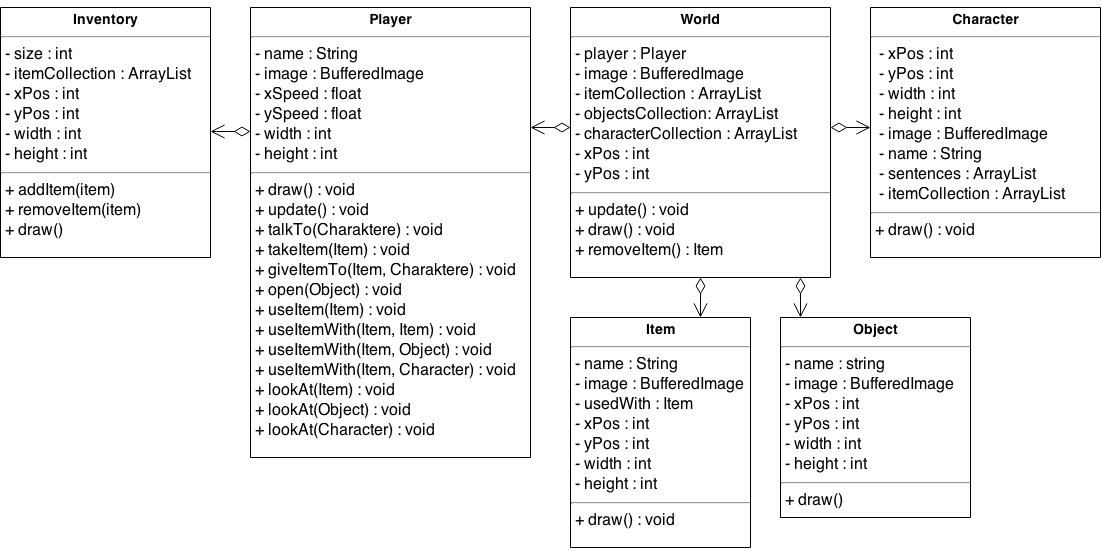 Inventory
- size : int
- itemCollection : ArrayList
- xPos : int
- yPos : int
- width : int
- height : int
+ addItem(item)
+ removeItem(item)
+ draw()
Player
- name : String
- image : BufferedImage
- xSpeed : float
- ySpeed : float
- width : int
- height : int
+ draw() : void
+ update() : void
+ talkTo(Charaktere) : void
+ takeItem(Item) : void
+ giveItemTo(Item, Charaktere) : void
+ open(Object) : void
+ useItem(Item) : void
+ useItemWith(Item, Item) : void
+ useItemWith(Item, Object) : void
+ useItemWith(Item, Character) : void
+ lookAt(Item) : void
+ lookAt(Object) : void
+ lookAt(Character) : void
World
- player : Player
- image : BufferedImage
- itemCollection : ArrayList
- objectsCollection: ArrayList
- characterCollection : ArrayList
- xPos : int
- yPos : int
+ update() : void
+ draw() : void
+ removeItem() : Item
Character
- xPos : int
- yPos : int
- width : int
- height : int
- image : BufferedImage
- name : String
- sentences : ArrayList
- itemCollection : ArrayList
+ draw() : void
Item
- name : String
- image : BufferedImage
- usedWith : Item
- xPos : int
- yPos : int
- width : int
- height : int
+ draw() : void
Object
- name : string
- image : BufferedImage
- xPos : int
- yPos : int
- width : int
- height : int
+ draw()